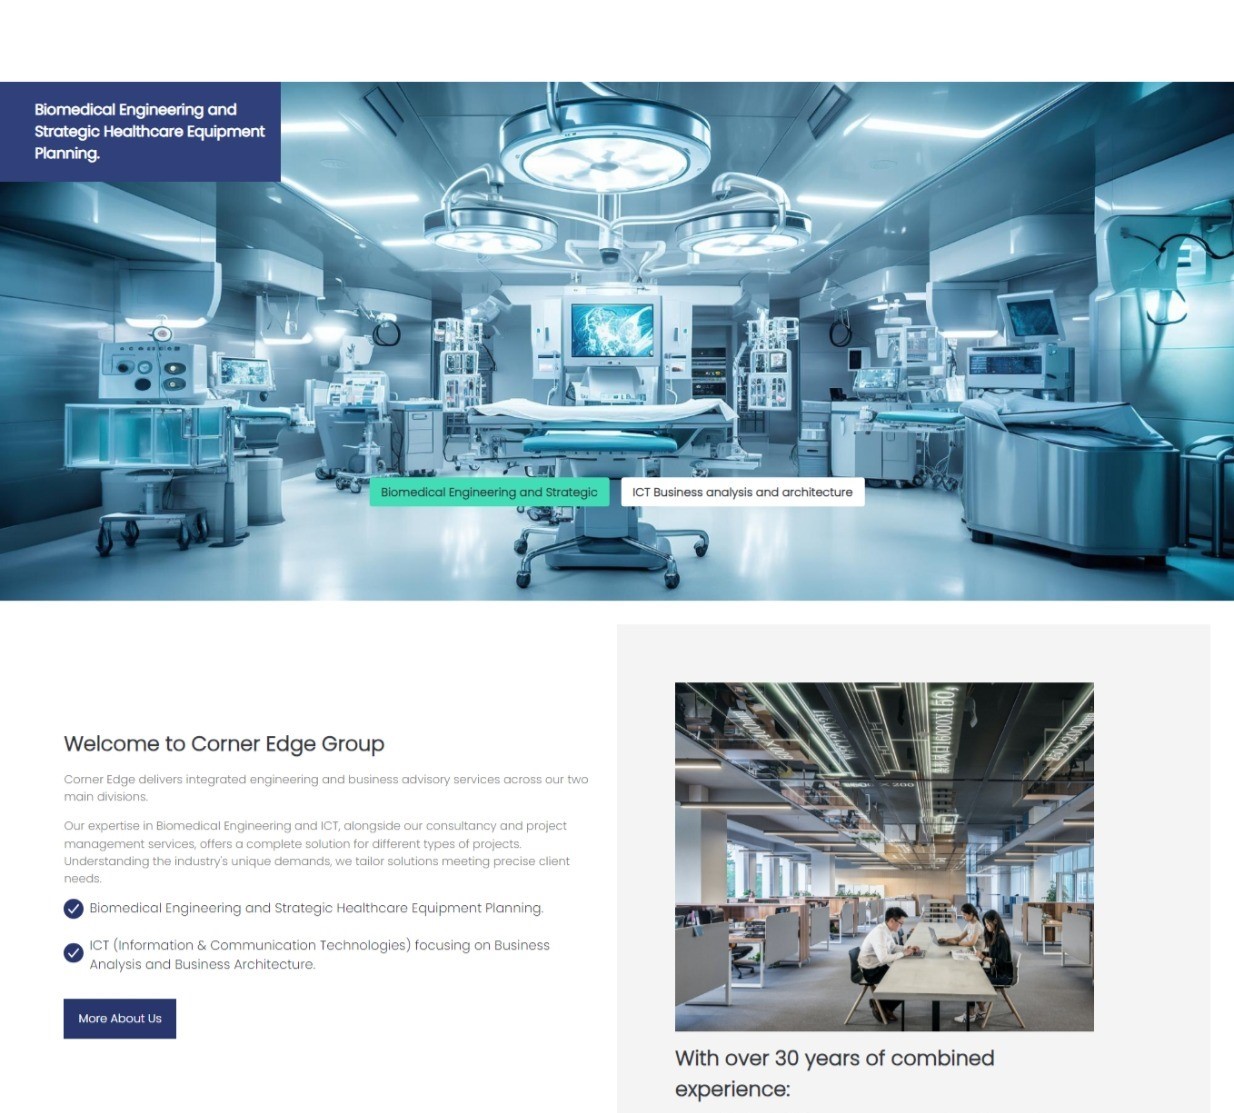 Biomedical Engineering and
Strategic Healthcare Equipment
Planning.
Biomedical Engineering and Strategic
ICT Business analysis and architecture
Welcome to Corner Edge Group
Corner Edge delivers integrated engineering and business advisory services across our two
main divisions.
Our expertise in Biomedical Engineering and ICT, alongside our consultancy and project
management services, offers a complete solution for different types of projects.
Understanding the industry's unique demands, we tailor solutions meeting precise client
needs.
Biomedical Engineering and Strategic Healthcare Equipment Planning.
ICT (Information & Communication Technologies) focusing on Business
Analysis and Business Architecture.
More About Us
With over 30 years of combined
experience: